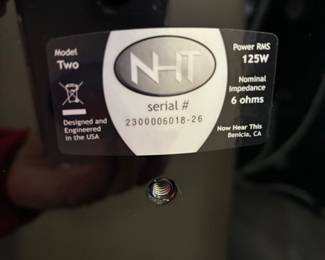 Model
Two
Designed and
Engineered
in the USA
NHT
serial #
2300006018-26
Power RMS
125W
Nominal
Impedance
6 ohms
Now Hear This
Benicia, CA